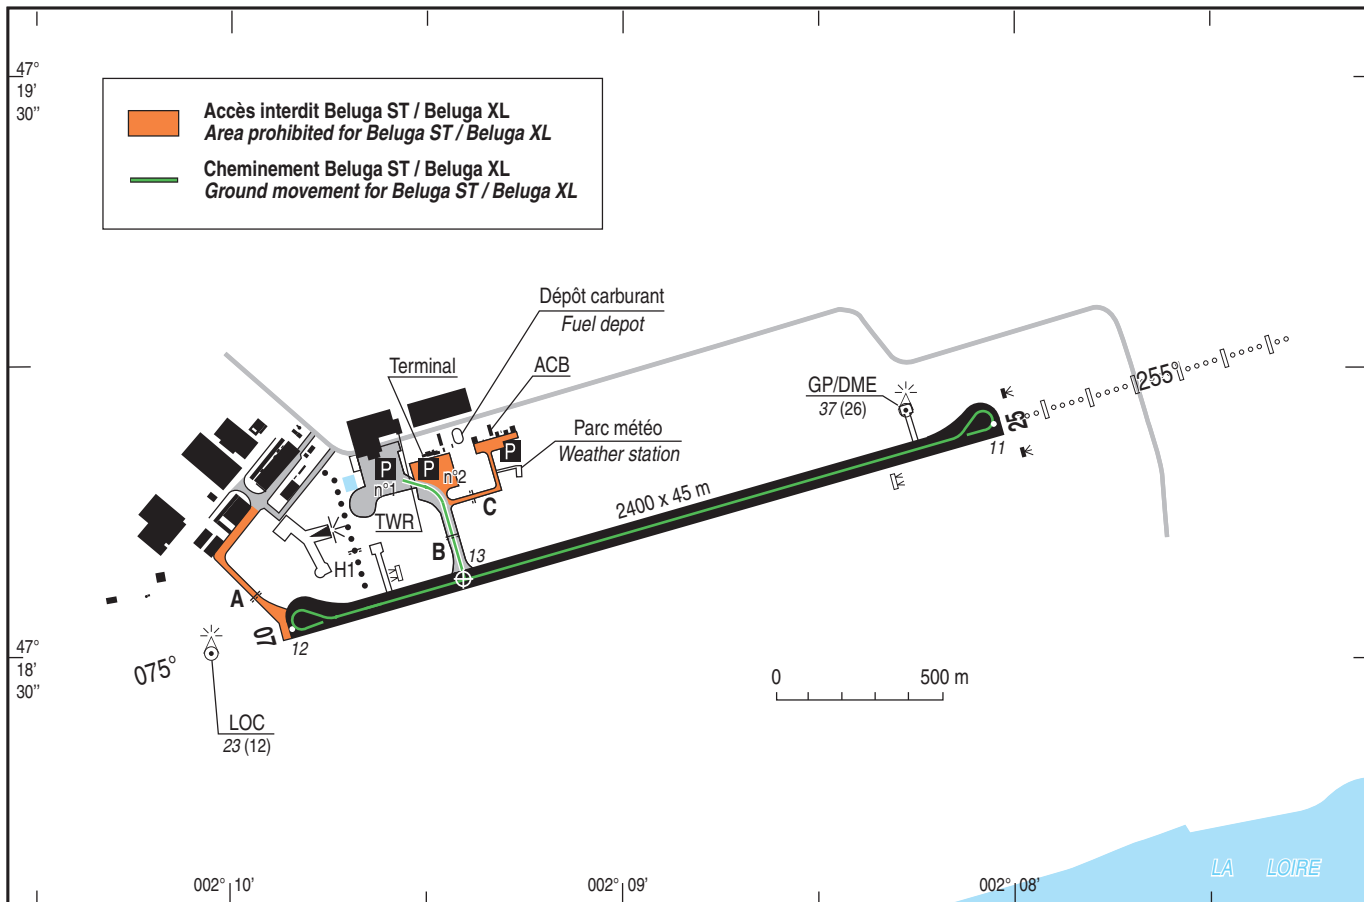 47°
19'
30’’
Accès interdit Beluga ST / Beluga XL
Area prohibited for Beluga ST / Beluga XL
Cheminement Beluga ST / Beluga XL
Ground movement for Beluga ST / Beluga XL
Dépôt carburant
Fuel depot
Terminal
ACB
GP/DME
37 (26)
255°
25
11
Parc météo
Weather station
P
P
P
n°1
n°2
C
TWR
2400 x 45 m
B
13
H1
A
07
12
075°
47°
18'
30’’
LOC
23 (12)
0
500 m
LA LOIRE
002° 10'
002° 09'
002° 08'